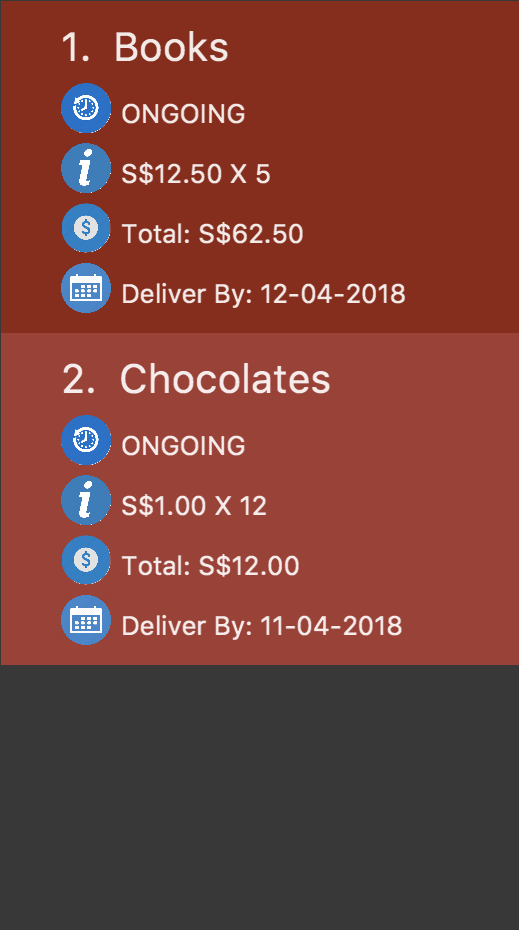 1. Books
ONGOING
S$12.50 X 5
Total: S$62.50
Deliver By: 12-04-2018
2. Chocolates
ONGOING
S$1.00 X 12
Total: S$12.00
Deliver By: 11-04-2018